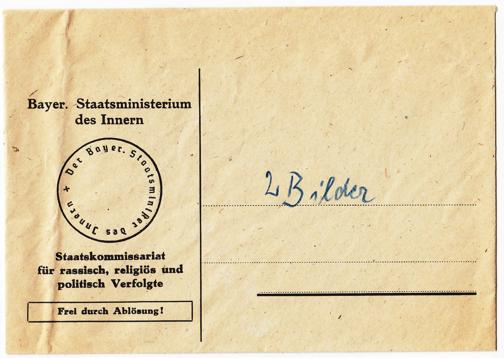 Bayer. Staatsministerium
des Innern
Der Bayer. Staatsminister des Innern +
Staatskommissariat
für rassisch, religiös und
politisch Verfolgte
Frei durch Ablösung!
2 Bilder